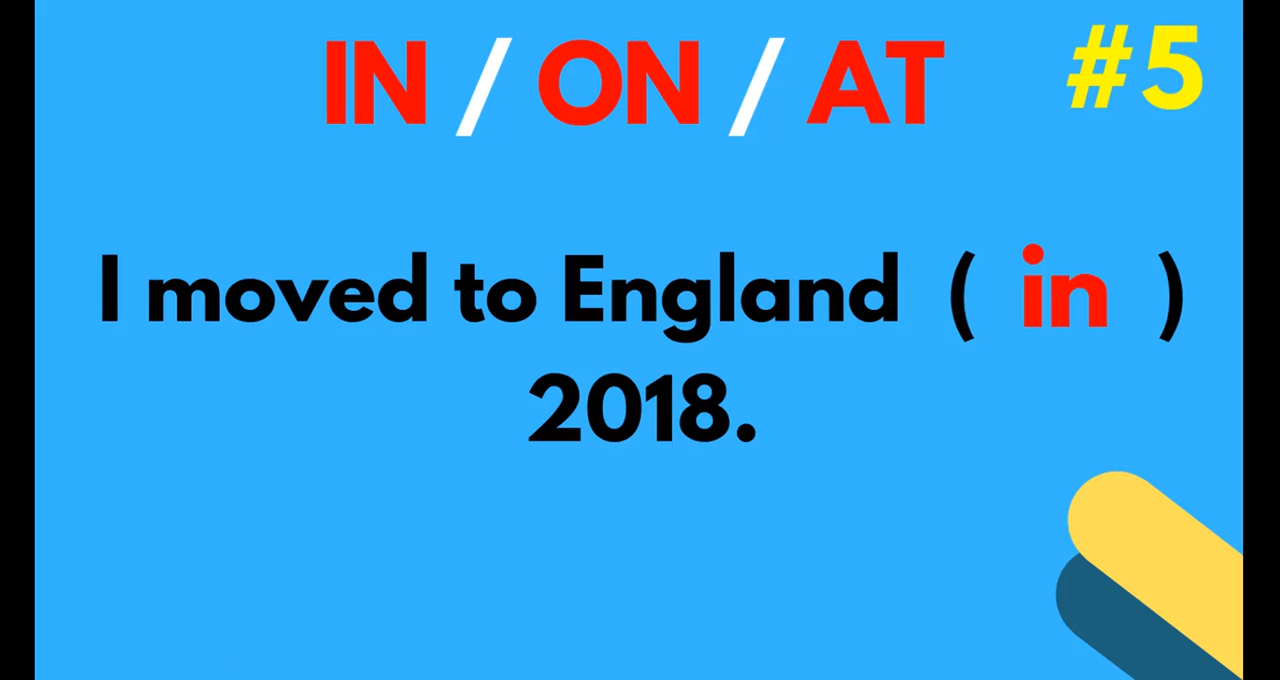 IN / ON / AT #5
I moved to England ( in )
2018.